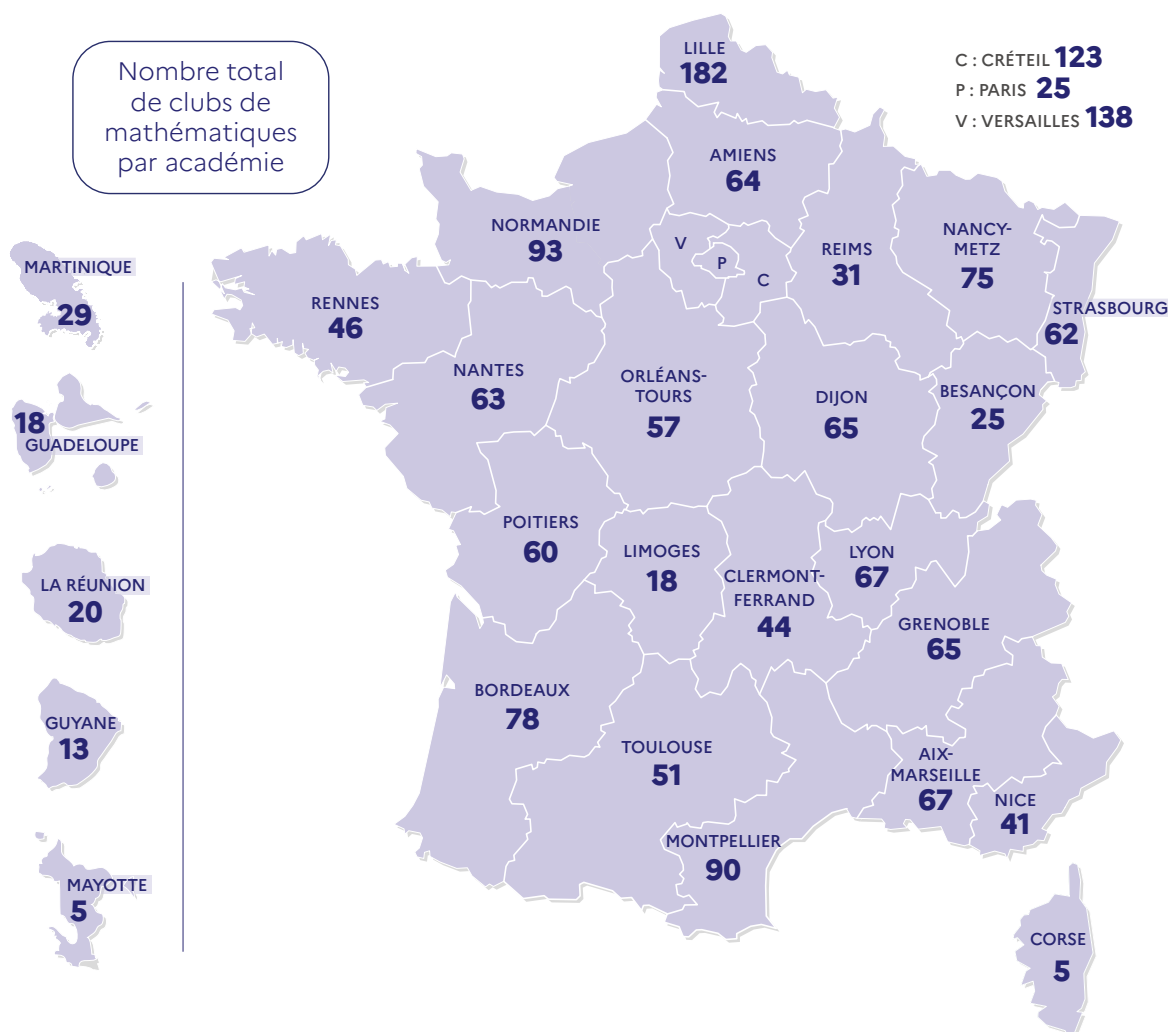 Nombre total
de clubs de
mathématiques
par académie
C : CRÉTEIL 123
P : PARIS 25
V : VERSAILLES 138
LILLE
182
AMIENS
64
NORMANDIE
93
V
P
C
REIMS
31
NANCY-
METZ
75
STRASBOURG
62
RENNES
46
NANTES
63
ORLÉANS-
TOURS
57
DIJON
65
BESANÇON
25
POITIERS
60
LIMOGES
18
CLERMONT-
FERRAND
44
LYON
67
GRENOBLE
65
BORDEAUX
78
TOULOUSE
51
MONTPELLIER
90
AIX-
MARSEILLE
67
NICE
41
CORSE
5
MARTINIQUE
29
18
GUADELOUPE
LA RÉUNION
20
GUYANE
13
MAYOTTE
5